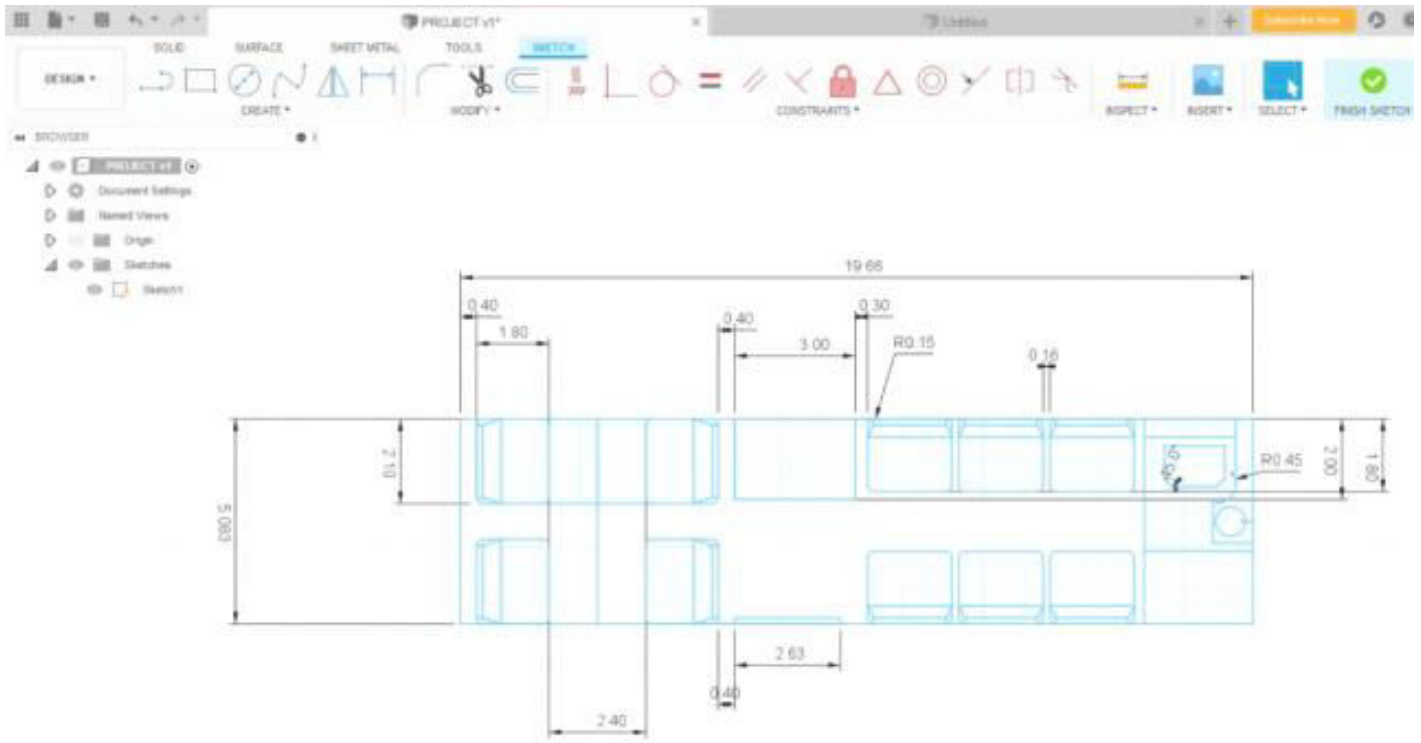 PROJECT v1*
Untitled
Subscribe Now
SOLID SURFACE SHEET METAL TOOLS SKETCH
DESIGN
CREATE MODIFY CONSTRAINTS INSPECT INSERT SELECT FINISH SKETCH
BROWSER
PROJECT v1
Document Settings
Named Views
Origin
Sketches
Sketch1
19.66
0.40
0.40
0.30
1.80
3.00
R0.15
0.16
2.10
2.00
1.80
R0.45
5.083
2.63
0.40
2.40